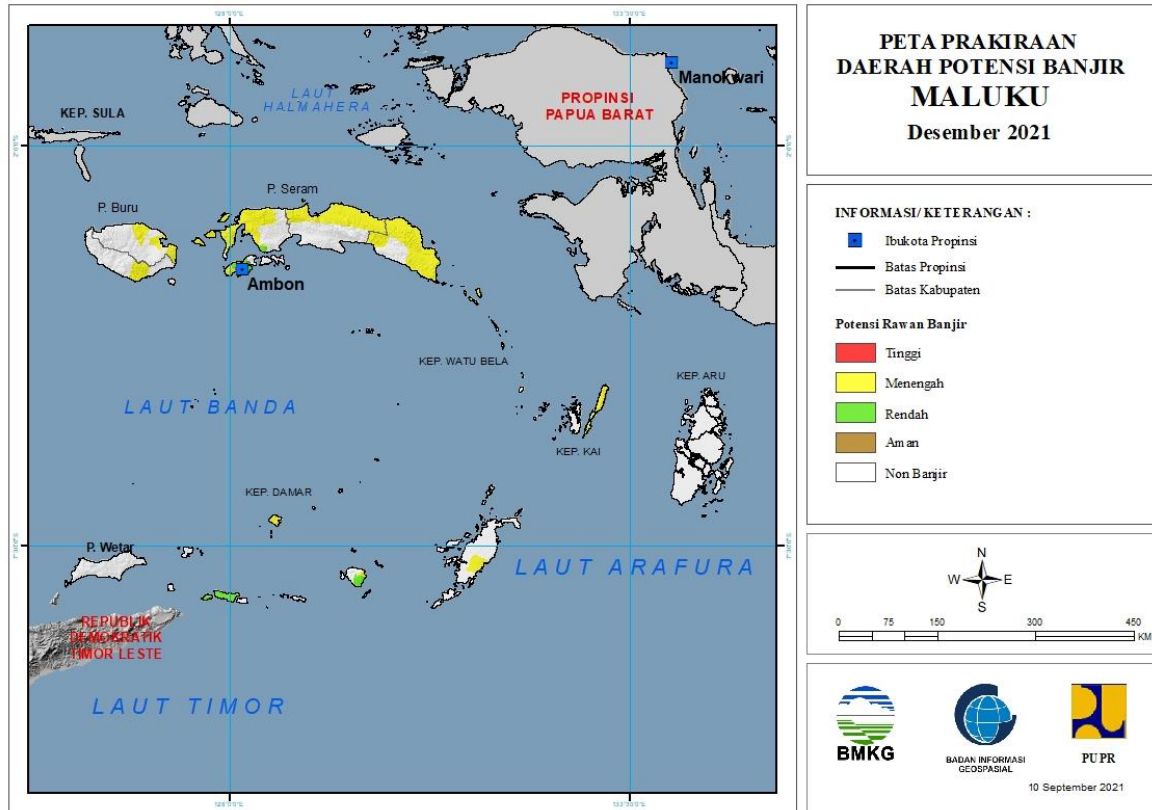 PETA PRAKIRAAN
DAERAH POTENSI BANJIR
MALUKU
Desember 2021
INFORMASI/ KETERANGAN :
Ibukota Propinsi
Batas Propinsi
Batas Kabupaten
Potensi Rawan Banjir
Tinggi
Menengah
Rendah
Aman
Non Banjir
N
W E
S
0 75 150 300 450
KM
BMKG
BADAN INFORMASI
GEOSPASIAL
PUPR
10 September 2021
Manokwari
LAUT
HALMAHERA
PROPINSI
PAPUA BARAT
KEP. SULA
P. Seram
P. Buru
Ambon
KEP. WATU BELA
KEP. ARU
LAUT BANDA
KEP. KAI
KEP. DAMAR
P. Wetar
LAUT ARAFURA
REPUBLIK
DEMOKRATIK
TIMOR LESTE
LAUT TIMOR